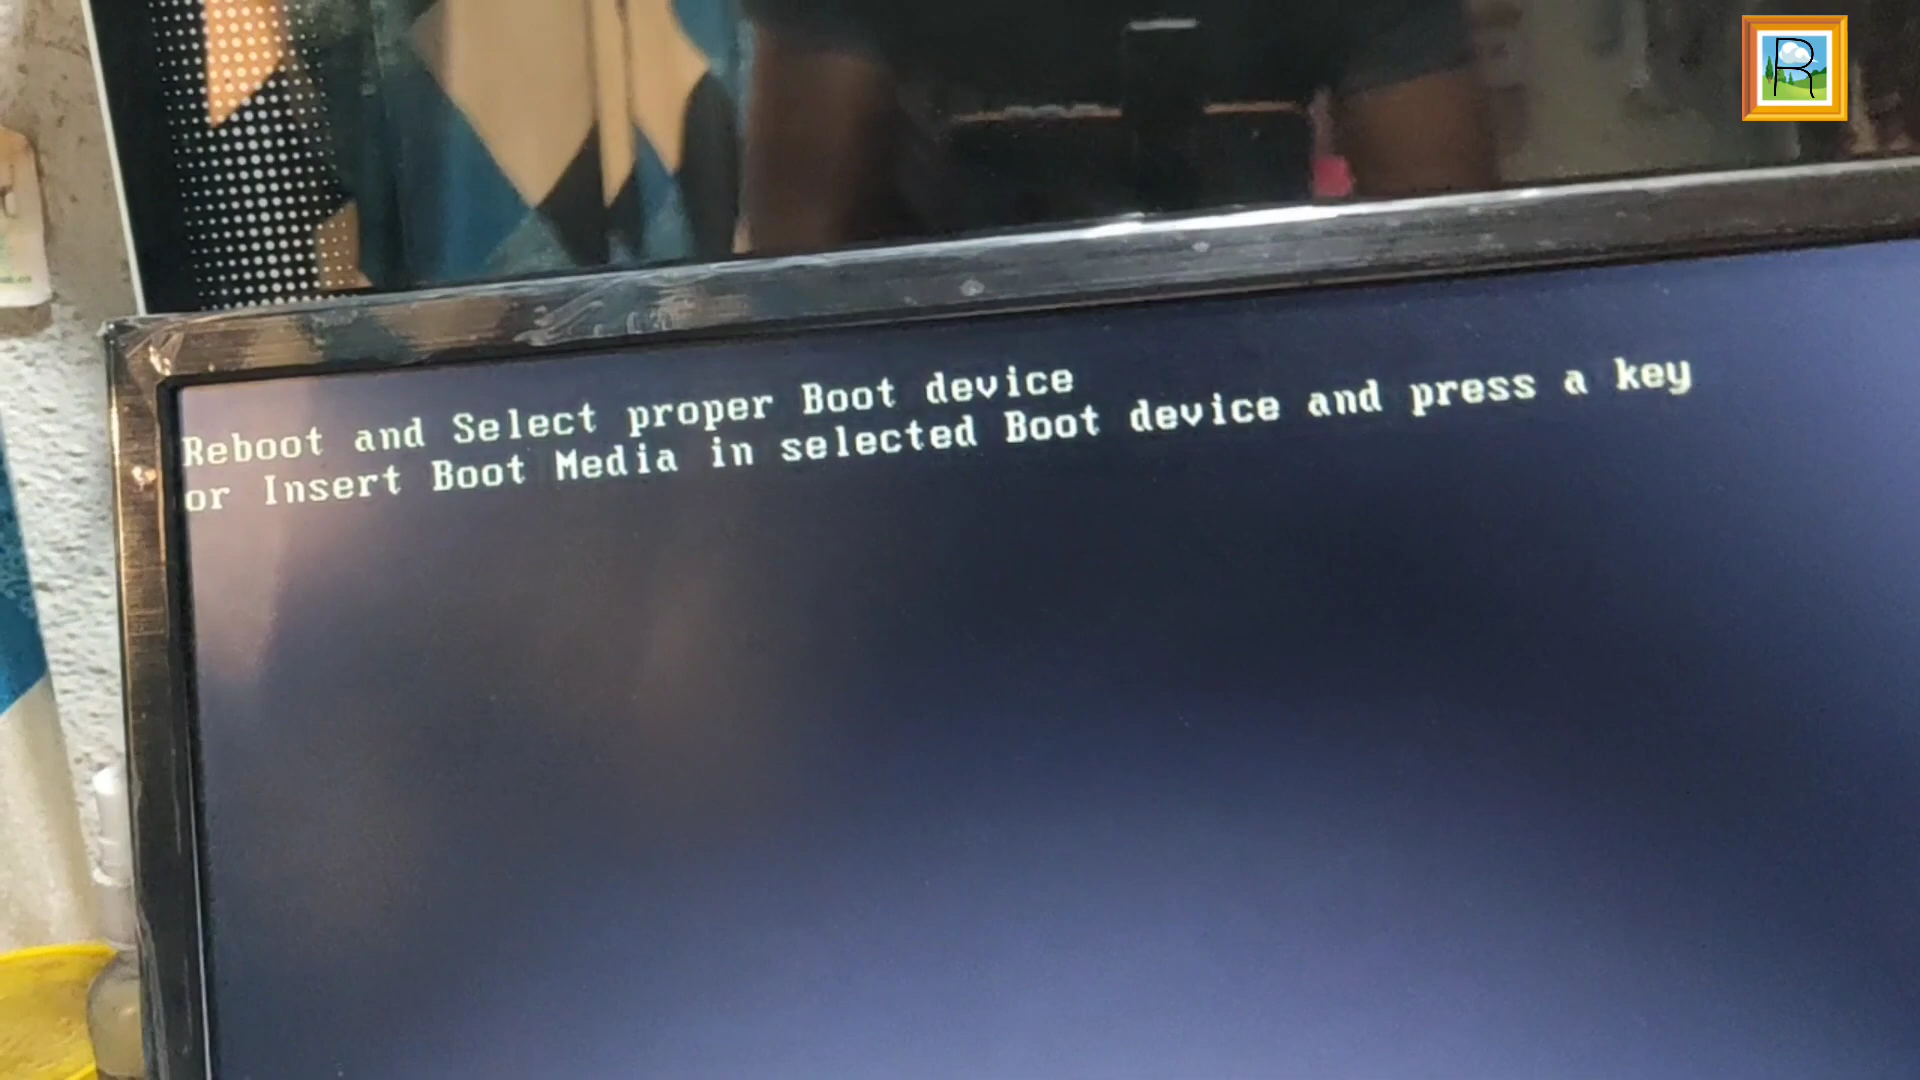 Reboot and Select proper Boot device
or Insert Boot Media in selected Boot device and press a key
R